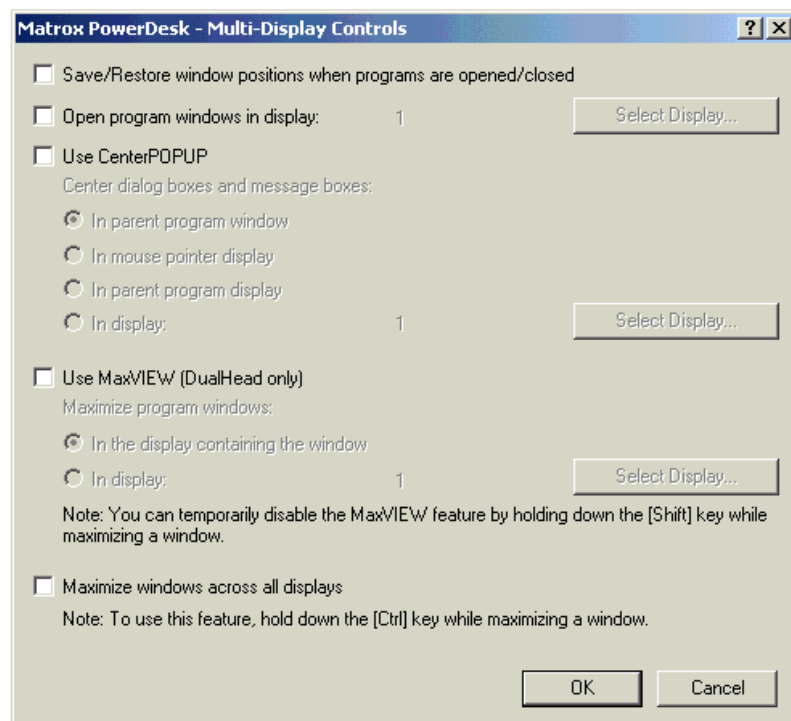 Matrox PowerDesk - Multi-Display Controls
Save/Restore window positions when programs are opened/closed
Open program windows in display: 1 Select Display...
Use CenterPOPUP
Center dialog boxes and message boxes:
In parent program window
In mouse pointer display
In parent program display
In display: 1 Select Display...
Use MaxVIEW (DualHead only)
Maximize program windows:
In the display containing the window
In display: 1 Select Display...
Note: You can temporarily disable the MaxVIEW feature by holding down the [Shift] key while
maximizing a window.
Maximize windows across all displays
Note: To use this feature, hold down the [Ctrl] key while maximizing a window.
OK Cancel